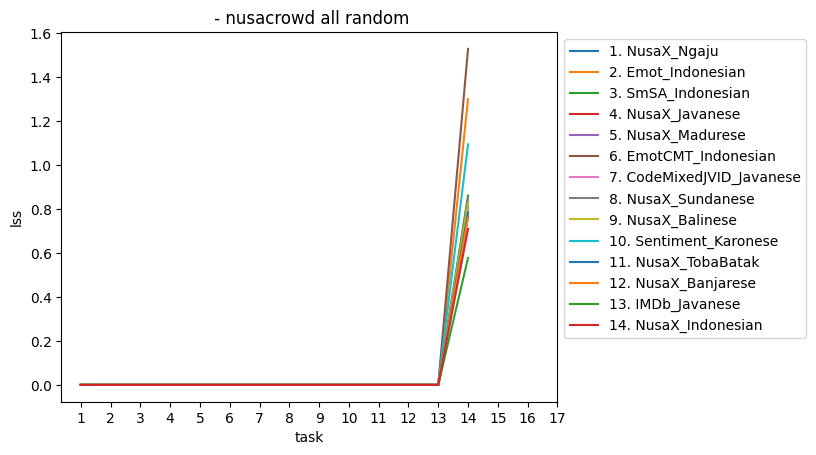 - nusacrowd all random
lss
1.6
1.4
1.2
1.0
0.8
0.6
0.4
0.2
0.0
1 2 3 4 5 6 7 8 9 10 11 12 13 14 15 16 17
task
1. NusaX_Ngaju
2. Emot_Indonesian
3. SmSA_Indonesian
4. NusaX_Javanese
5. NusaX_Madurese
6. EmotCMT_Indonesian
7. CodeMixedJVID_Javanese
8. NusaX_Sundanese
9. NusaX_Balinese
10. Sentiment_Karonese
11. NusaX_TobaBatak
12. NusaX_Banjarese
13. IMDb_Javanese
14. NusaX_Indonesian